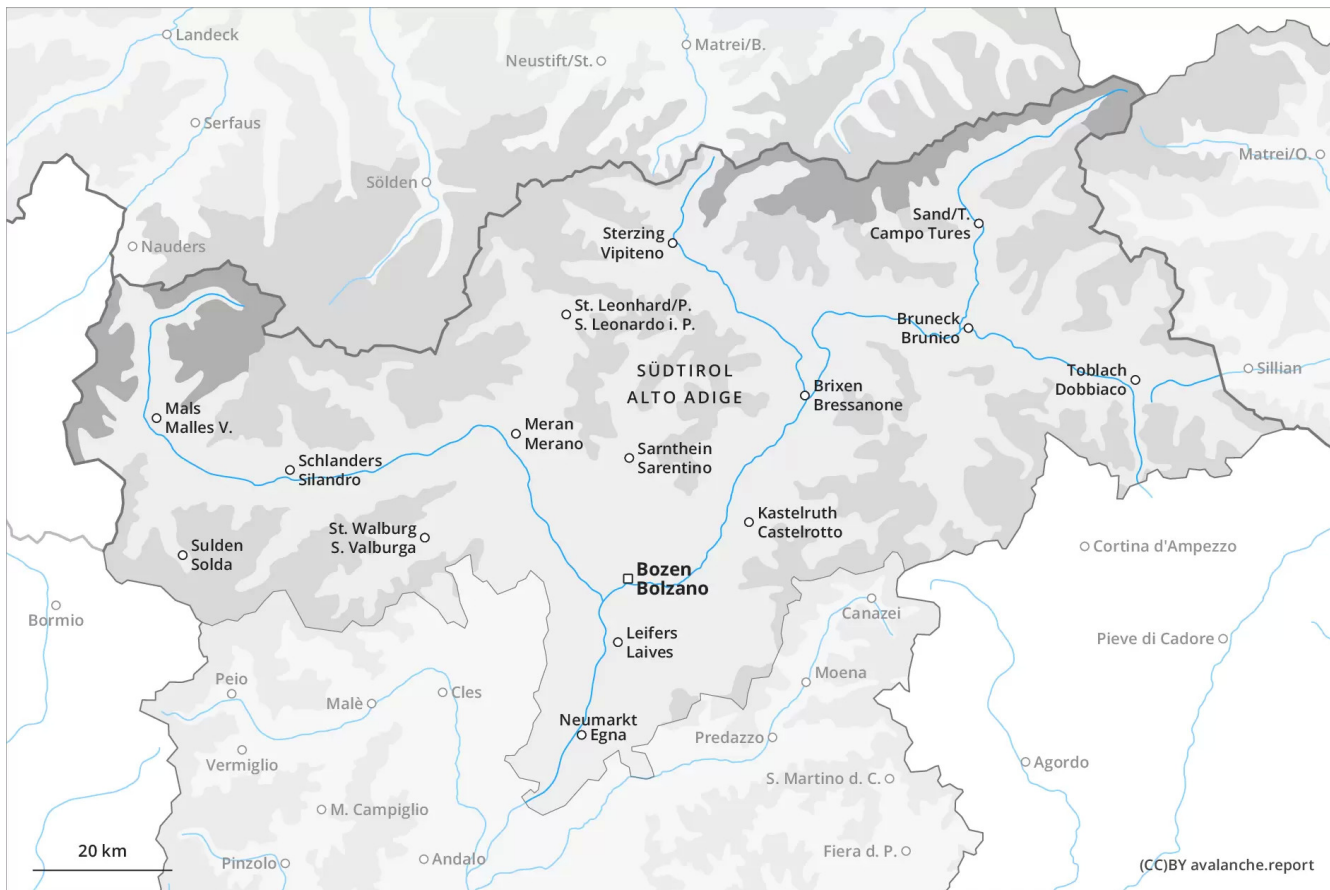 Landeck
Matrei/B.
Neustift/St.
Serfaus
Matrei/O.
Sölden
Sand/T.
Campo Tures
Sterzing
Vipiteno
Nauders
St. Leonhard/P.
S. Leonardo i. P.
Bruneck
Brunico
SÜDTIROL
ALTO ADIGE
Toblach
Dobbiaco
Sillian
Brixen
Bressanone
Mals
Malles V.
Meran
Merano
Sarnthein
Sarentino
Schlanders
Silandro
Kastelruth
Castelrotto
St. Walburg
S. Valburga
Sulden
Solda
Cortina d'Ampezzo
Bozen
Bolzano
Bormio
Canazei
Leifers
Laives
Pieve di Cadore
Peio
Moena
Cles
Malè
Neumarkt
Egna
Predazzo
Vermiglio
Agordo
S. Martino d. C.
M. Campiglio
20 km
Pinzolo
Andalo
Fiera d. P.
(CC)BY avalanche.report